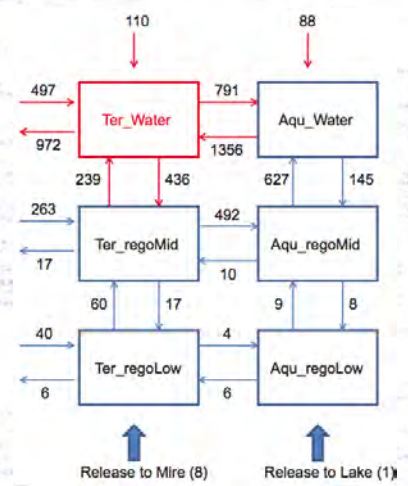 110 88
497 791
Ter_Water Aqu_Water
972 1356
239 436 627 145
263 492
Ter_regoMid Aqu_regoMid
17 10
60 17 9 8
40 4
Ter_regoLow Aqu_regoLow
6 6
Release to Mire (8) Release to Lake (1)